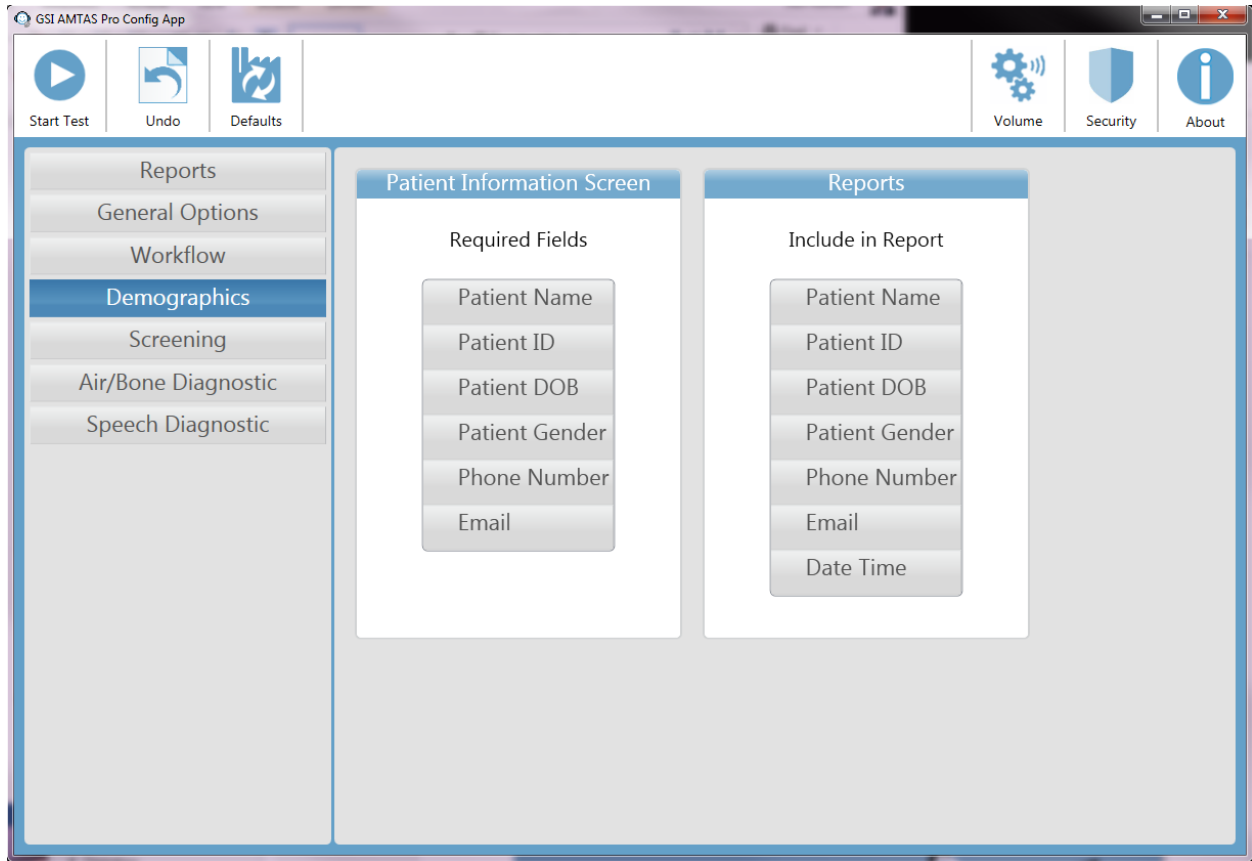 GSI AMTAS Pro Config App
Start Test
Undo
Defaults
Volume
Security
About
Reports
General Options
Workflow
Demographics
Screening
Air/Bone Diagnostic
Speech Diagnostic
Patient Information Screen
Required Fields
Patient Name
Patient ID
Patient DOB
Patient Gender
Phone Number
Email
Reports
Include in Report
Patient Name
Patient ID
Patient DOB
Patient Gender
Phone Number
Email
Date Time